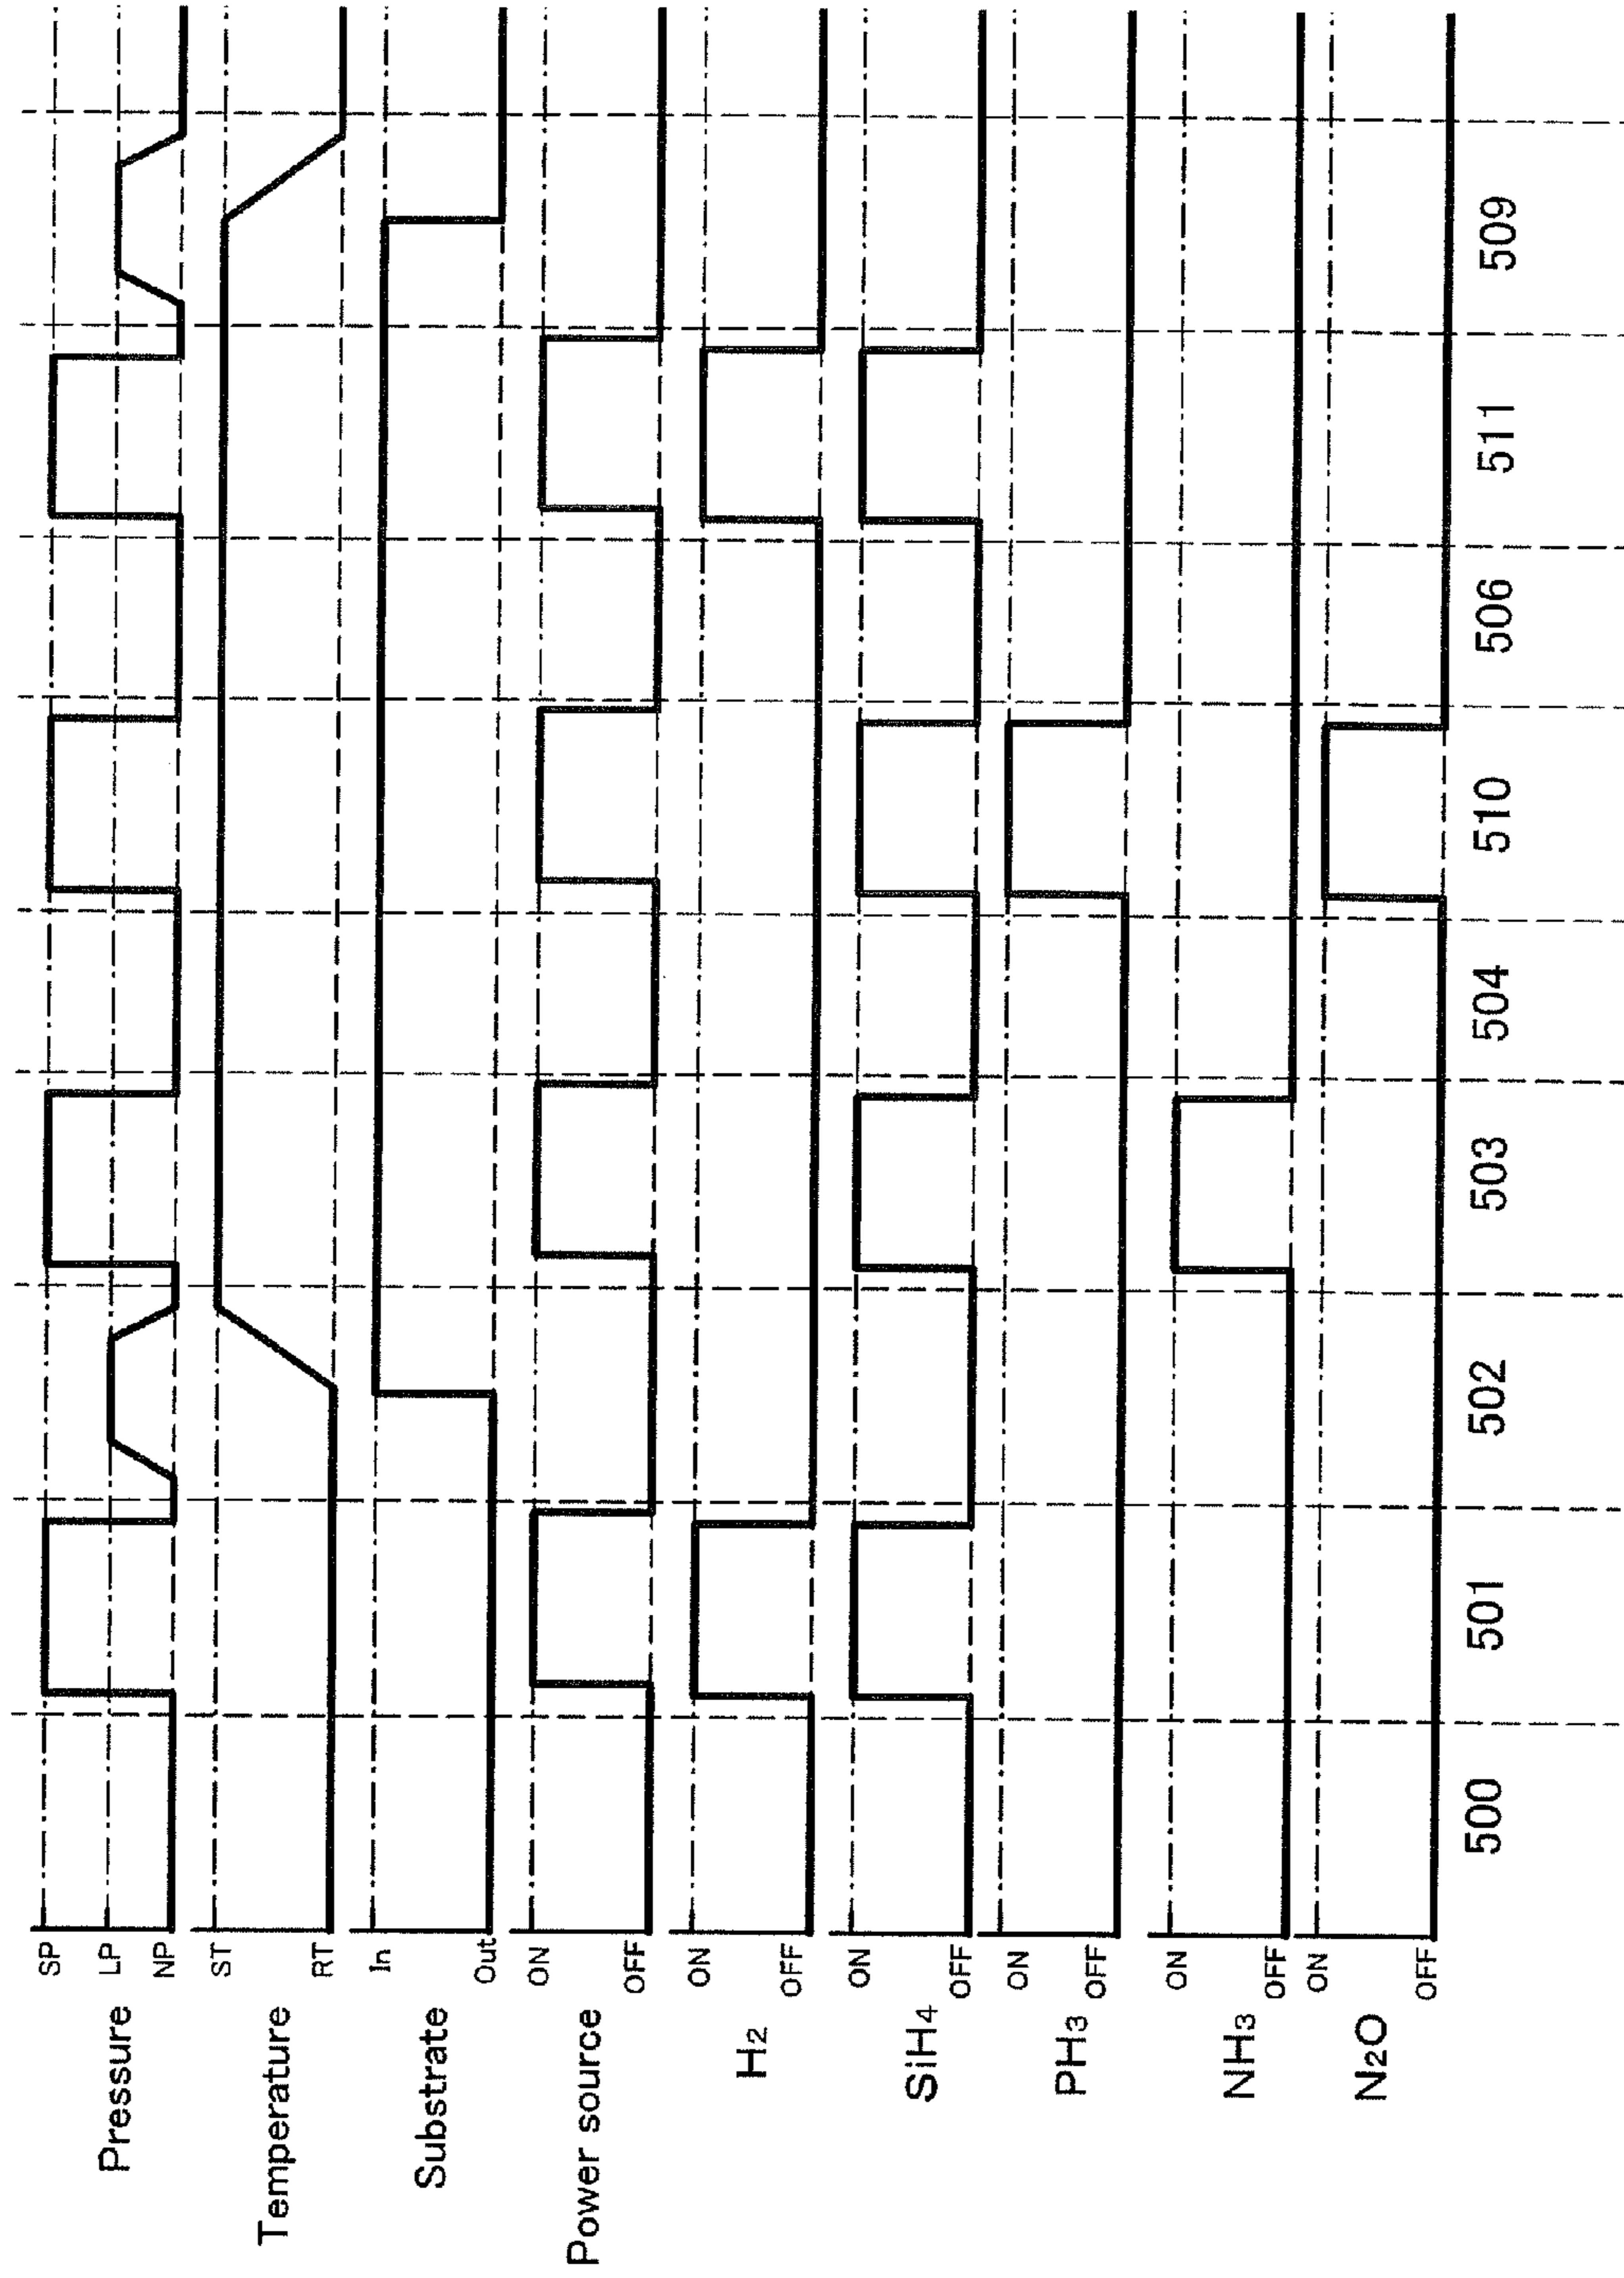 Pressure
SP
LP
NP
Temperature
ST
RT
Substrate
In
Out
Power source
ON
OFF
H2
ON
OFF
SiH4
ON
OFF
PH3
ON
OFF
NH3
ON
OFF
N2O
ON
OFF
500 501 502 503 504 510 506 511 509